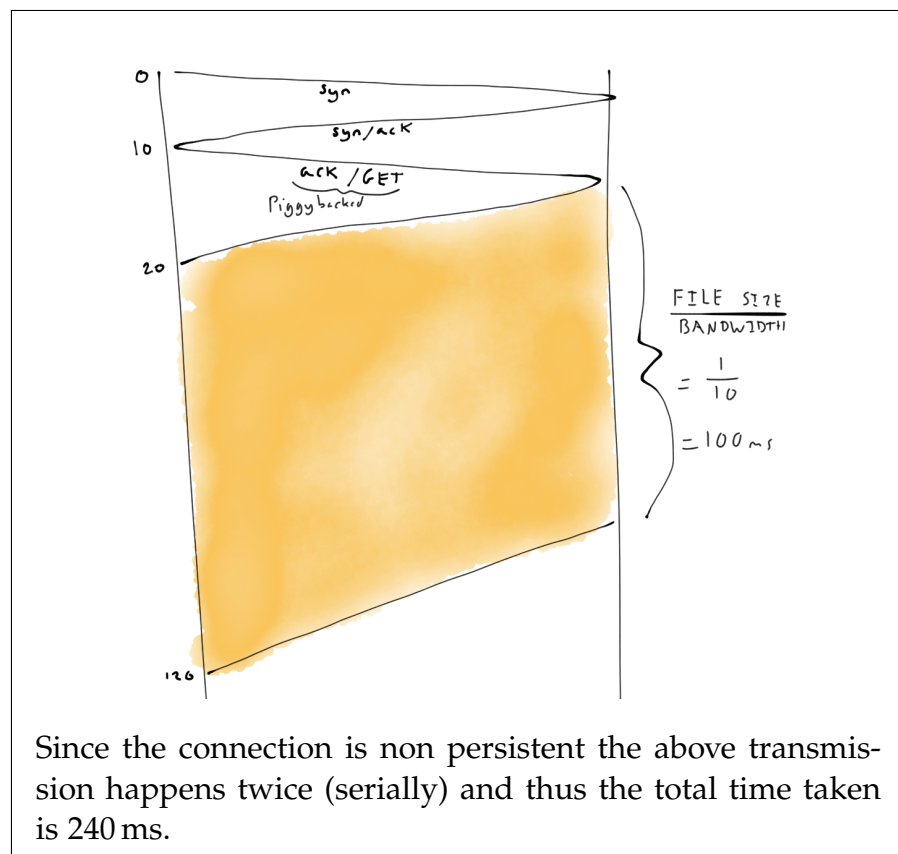 0
syn
syn/ack
10
ack /GET
Piggybacked
20
FILE SIZE
BANDWIDTH
= 1
10
= 100 ms
120
Since the connection is non persistent the above transmis-
sion happens twice (serially) and thus the total time taken
is 240 ms.